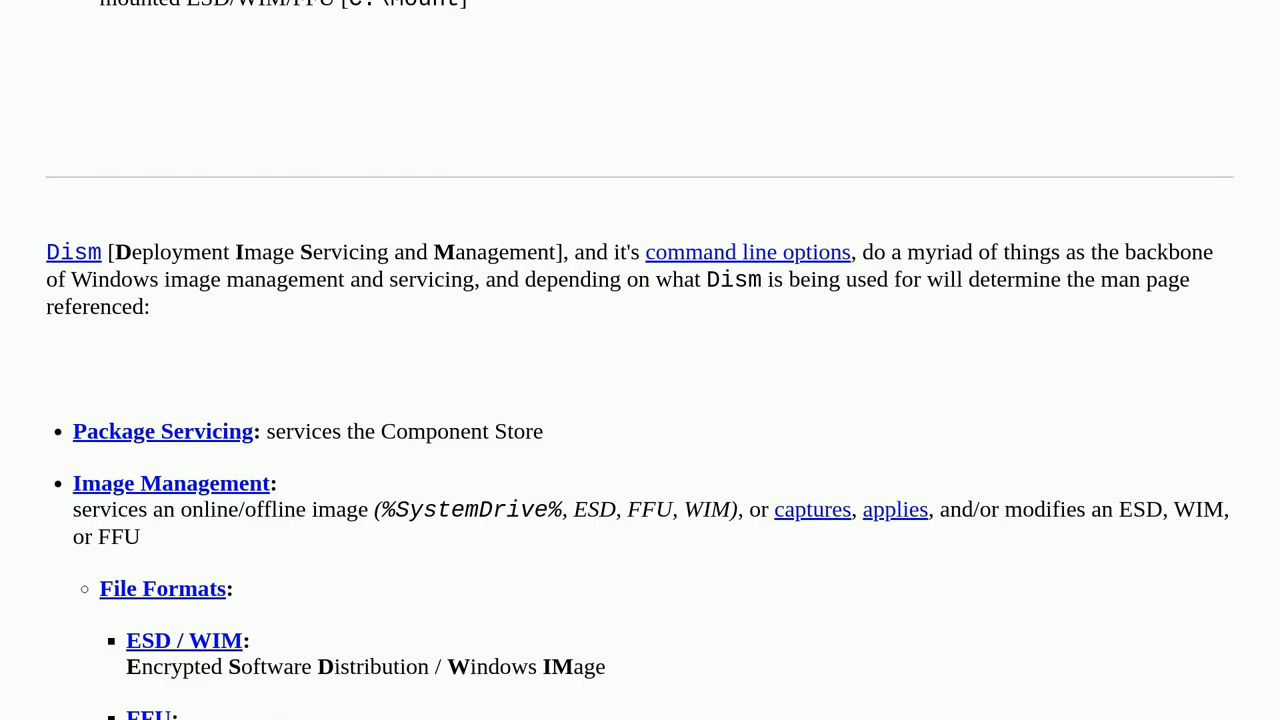 mounted ESD/WIM/FFU [C:\Mount]
Dism [Deployment Image Servicing and Management], and it's command line options, do a myriad of things as the backbone
of Windows image management and servicing, and depending on what Dism is being used for will determine the man page
referenced:
Package Servicing: services the Component Store
Image Management:
services an online/offline image (%SystemDrive%, ESD, FFU, WIM), or captures, applies, and/or modifies an ESD, WIM,
or FFU
File Formats:
ESD / WIM:
Encrypted Software Distribution / Windows IMage
FFU: